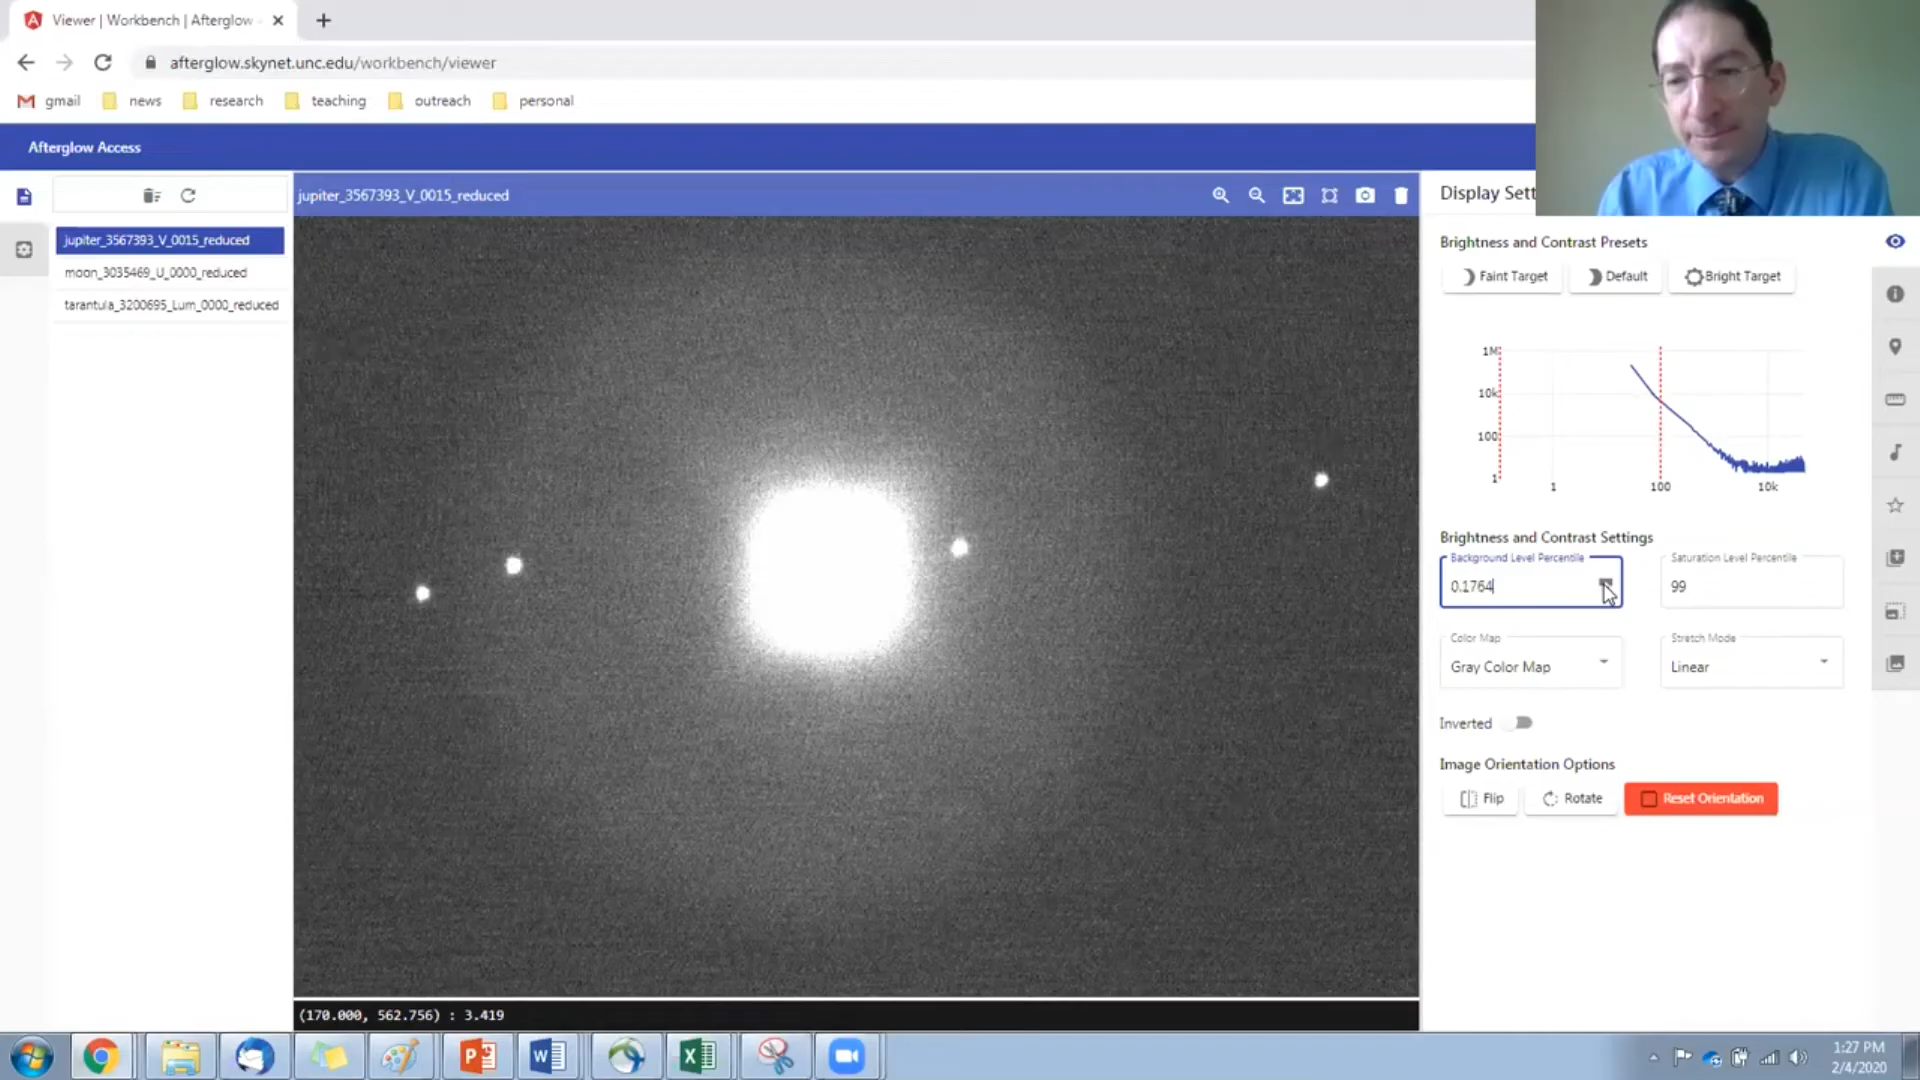 Viewer | Workbench | Afterglow
afterglow.skynet.unc.edu/workbench/viewer
gmail news research teaching outreach personal
Afterglow Access
jupiter_3567393_V_0015_reduced
moon_3035469_U_0000_reduced
tarantula_3200695_Lum_0000_reduced
jupiter_3567393_V_0015_reduced
(170.000, 562.756) : 3.419
Display Sett
Brightness and Contrast Presets
Faint Target Default Bright Target
1M
10k
100
1
1 100 10k
Brightness and Contrast Settings
Background Level Percentile Saturation Level Percentile
0.1764 99
Color Map Stretch Mode
Gray Color Map Linear
Inverted
Image Orientation Options
Flip Rotate Reset Orientation
1:27 PM
2/4/2020